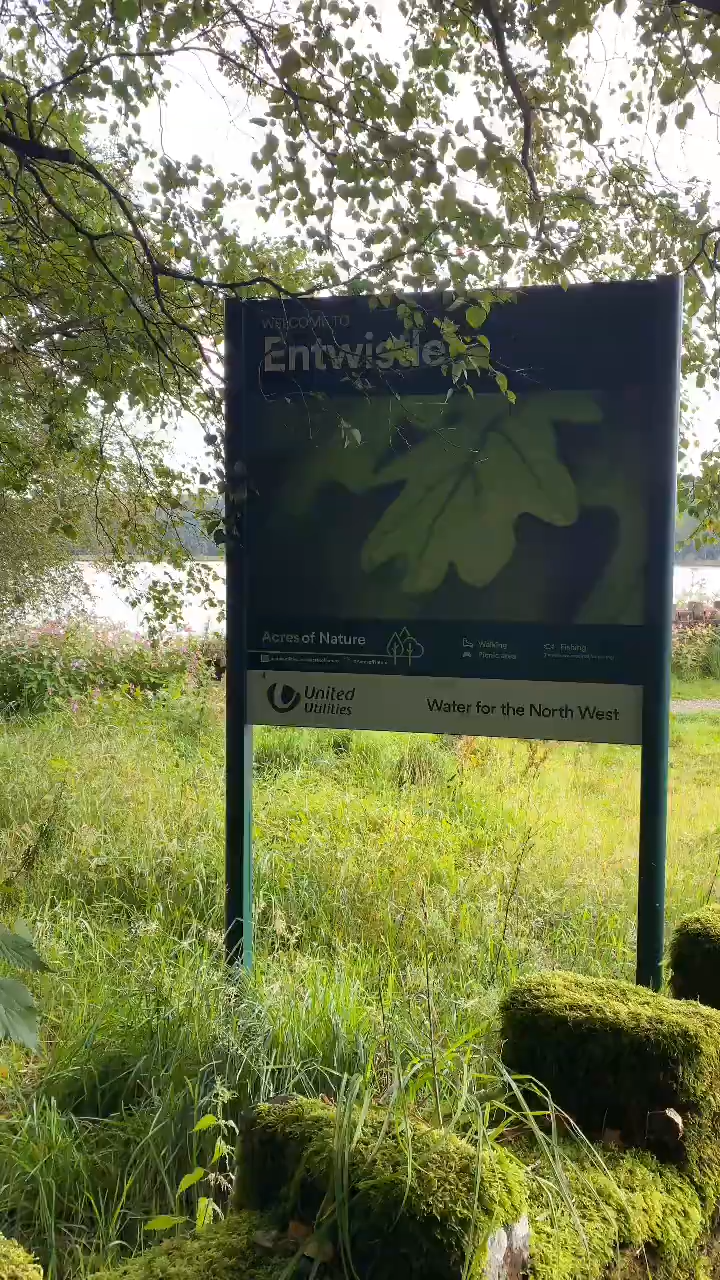 WELCOME TO
Entwistle
Acres of Nature
Walking
Fishing
Picnic area
United
Utilities
Water for the North West